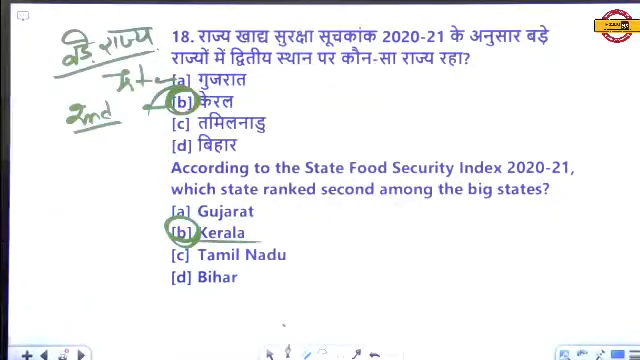 बड़े राज्य
2nd
18. राज्य खाद्य सुरक्षा सूचकांक 2020-21 के अनुसार बड़े
राज्यों में द्वितीय स्थान पर कौन-सा राज्य रहा?
[a] गुजरात
[b] केरल
[c] तमिलनाडु
[d] बिहार
According to the State Food Security Index 2020-21,
which state ranked second among the big states?
[a] Gujarat
[b] Kerala
[c] Tamil Nadu
[d] Bihar